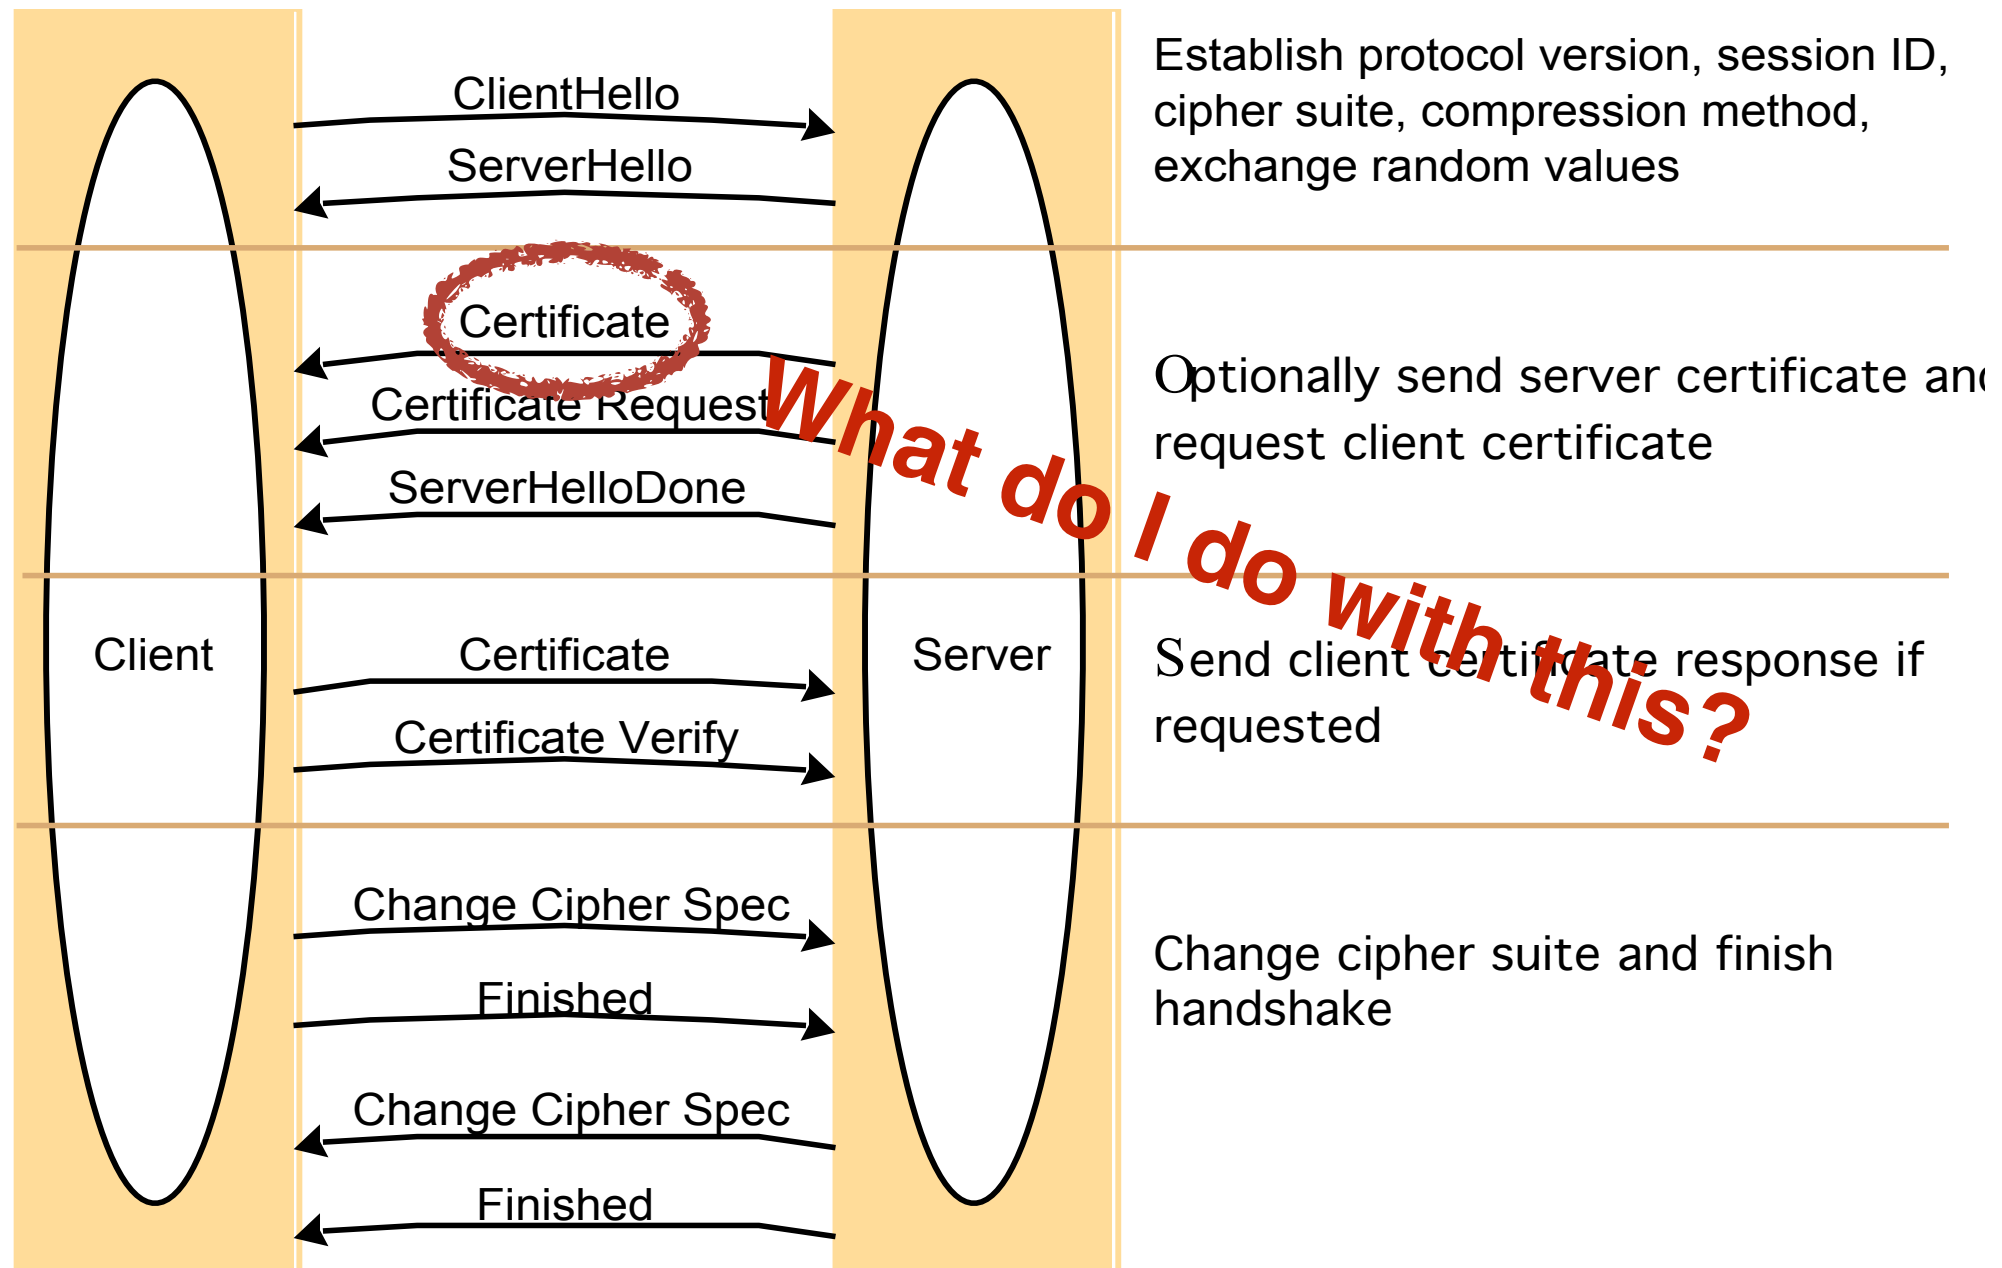 ClientHello
ServerHello
Establish protocol version, session ID,
cipher suite, compression method,
exchange random values
Certificate
Certificate Request
ServerHelloDone
Optionally send server certificate and
request client certificate
What do I do with this?
Client
Certificate
Certificate Verify
Server
Send client certificate response if
requested
Change Cipher Spec
Finished
Change Cipher Spec
Finished
Change cipher suite and finish
handshake